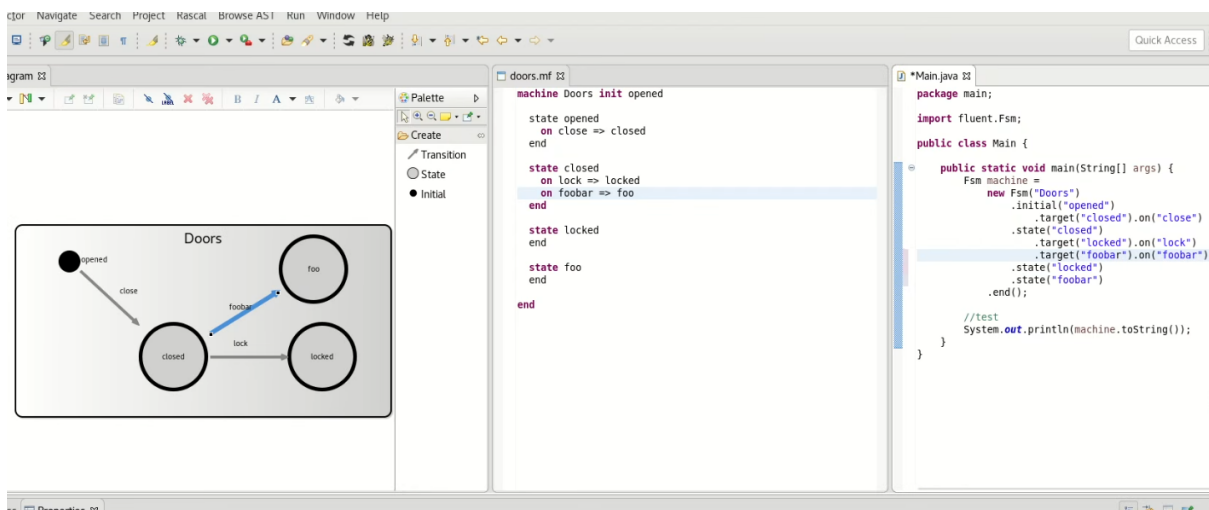 ctor Navigate Search Project Rascal Browse AST Run Window Help
Quick Access
agram
B I A
Palette
Create
Transition
State
Initial
Doors
opened
close
foo
foobar
lock
closed
locked
doors.mf
machine Doors init opened
state opened
on close => closed
end
state closed
on lock => locked
on foobar => foo
end
state locked
end
state foo
end
end
*Main.java
package main;
import fluent.Fsm;
public class Main {
public static void main(String[] args) {
Fsm machine =
new Fsm("Doors")
.initial("opened")
.target("closed").on("close")
.state("closed")
.target("locked").on("lock")
.target("foobar").on("foobar")
.state("locked")
.state("foobar")
.end();
//test
System.out.println(machine.toString());
}
}
Properties